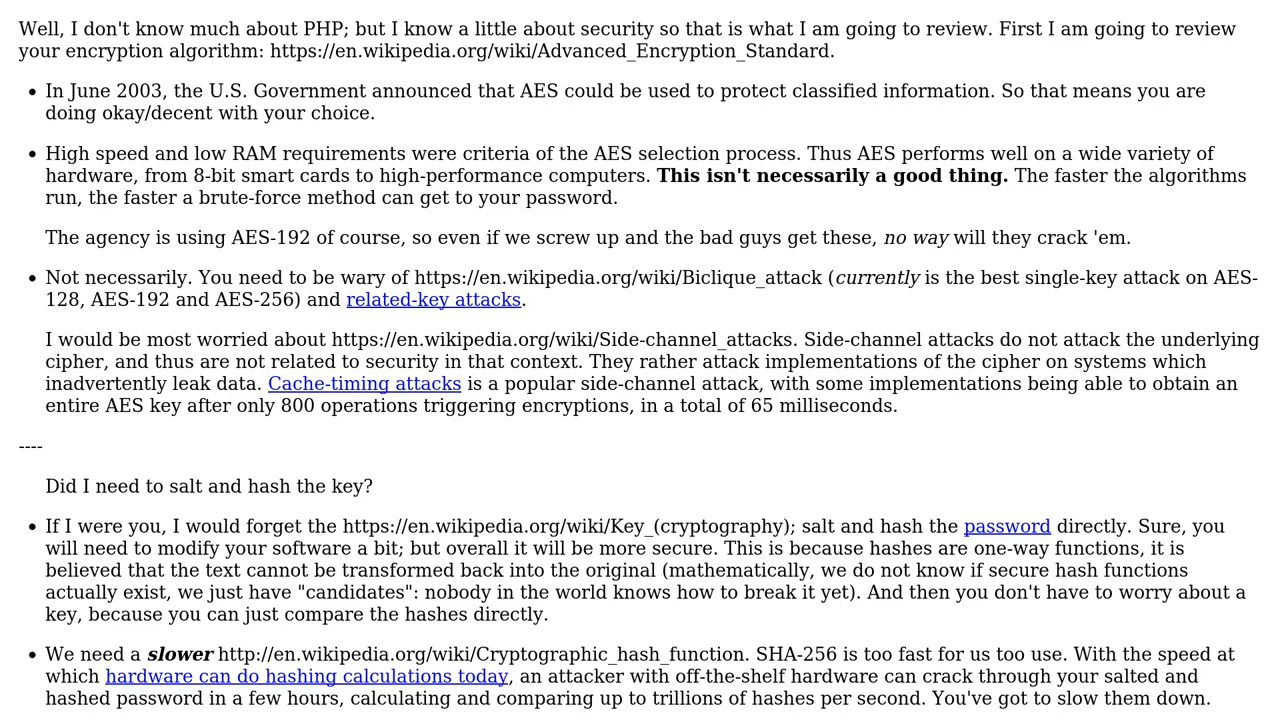 Well, I don't know much about PHP; but I know a little about security so that is what I am going to review. First I am going to review
your encryption algorithm: https://en.wikipedia.org/wiki/Advanced_Encryption_Standard.
• In June 2003, the U.S. Government announced that AES could be used to protect classified information. So that means you are
doing okay/decent with your choice.
• High speed and low RAM requirements were criteria of the AES selection process. Thus AES performs well on a wide variety of
hardware, from 8-bit smart cards to high-performance computers. This isn't necessarily a good thing. The faster the algorithms
run, the faster a brute-force method can get to your password.
The agency is using AES-192 of course, so even if we screw up and the bad guys get these, no way will they crack 'em.
• Not necessarily. You need to be wary of https://en.wikipedia.org/wiki/Biclique_attack (currently is the best single-key attack on AES-
128, AES-192 and AES-256) and related-key attacks.
I would be most worried about https://en.wikipedia.org/wiki/Side-channel_attacks. Side-channel attacks do not attack the underlying
cipher, and thus are not related to security in that context. They rather attack implementations of the cipher on systems which
inadvertently leak data. Cache-timing attacks is a popular side-channel attack, with some implementations being able to obtain an
entire AES key after only 800 operations triggering encryptions, in a total of 65 milliseconds.
----
Did I need to salt and hash the key?
• If I were you, I would forget the https://en.wikipedia.org/wiki/Key_(cryptography); salt and hash the password directly. Sure, you
will need to modify your software a bit; but overall it will be more secure. This is because hashes are one-way functions, it is
believed that the text cannot be transformed back into the original (mathematically, we do not know if secure hash functions
actually exist, we just have "candidates": nobody in the world knows how to break it yet). And then you don't have to worry about a
key, because you can just compare the hashes directly.
• We need a slower http://en.wikipedia.org/wiki/Cryptographic_hash_function. SHA-256 is too fast for us too use. With the speed at
which hardware can do hashing calculations today, an attacker with off-the-shelf hardware can crack through your salted and
hashed password in a few hours, calculating and comparing up to trillions of hashes per second. You've got to slow them down.